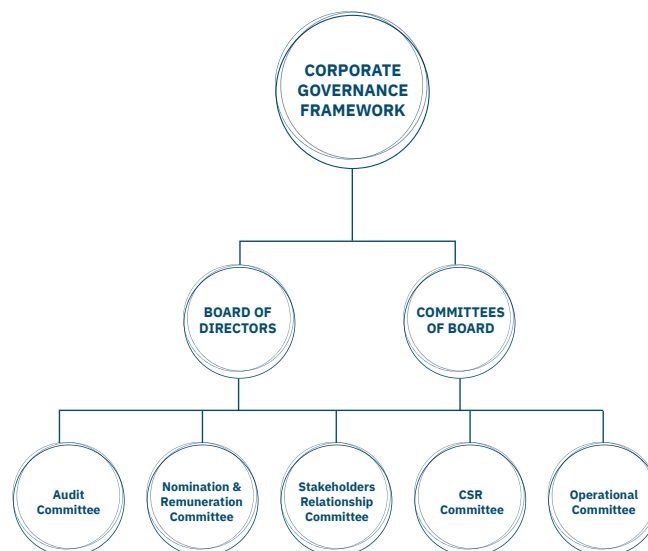 CORPORATE
GOVERNANCE
FRAMEWORK
BOARD OF
DIRECTORS
COMMITTEES
OF BOARD
Audit
Committee
Nomination &
Remuneration
Committee
Stakeholders
Relationship
Committee
CSR
Committee
Operational
Committee